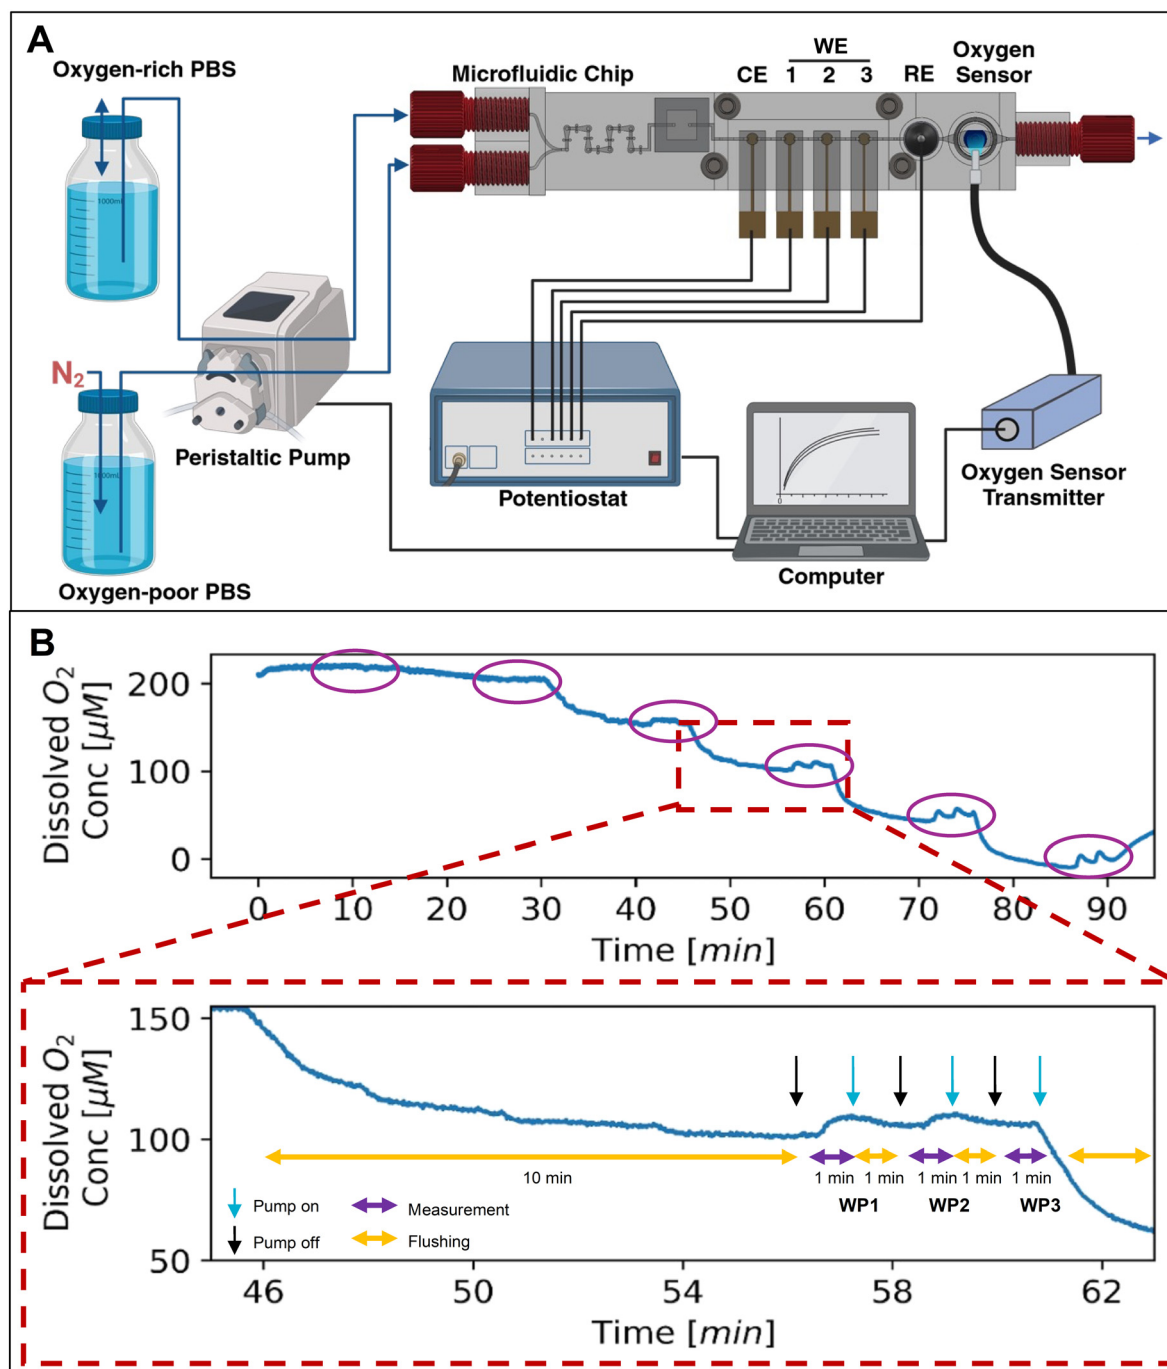 A
Oxygen-rich PBS
Microfluidic Chip
WE
CE 1 2 3 RE
Oxygen
Sensor
1000mL
N2
1000mL
Peristaltic Pump
Potentiostat
Oxygen Sensor
Transmitter
0
Computer
Oxygen-poor PBS
B
Dissolved O2
Conc [μM]
200
100
0
0 10 20 30 40 50 60 70 80 90
Time [min]
Dissolved O2
Conc [μM]
150
100
50
10 min
1 min 1 min 1 min 1 min 1 min
WP1 WP2 WP3
Pump on
Measurement
Pump off
Flushing
46 50 54 58 62
Time [min]